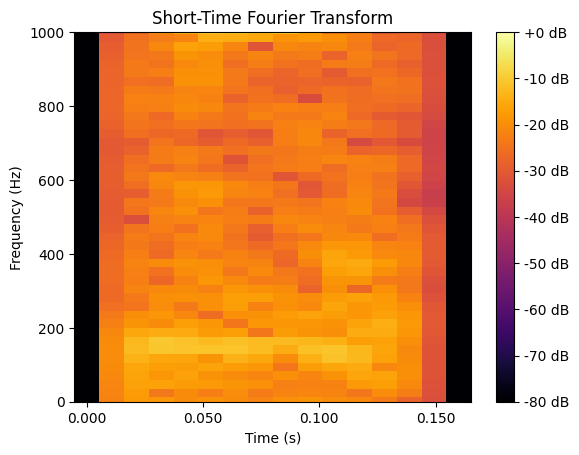 Short-Time Fourier Transform
1000
800
600
400
200
0
Frequency (Hz)
0.000
0.050
0.100
0.150
Time (s)
+0 dB
-10 dB
-20 dB
-30 dB
-40 dB
-50 dB
-60 dB
-70 dB
-80 dB